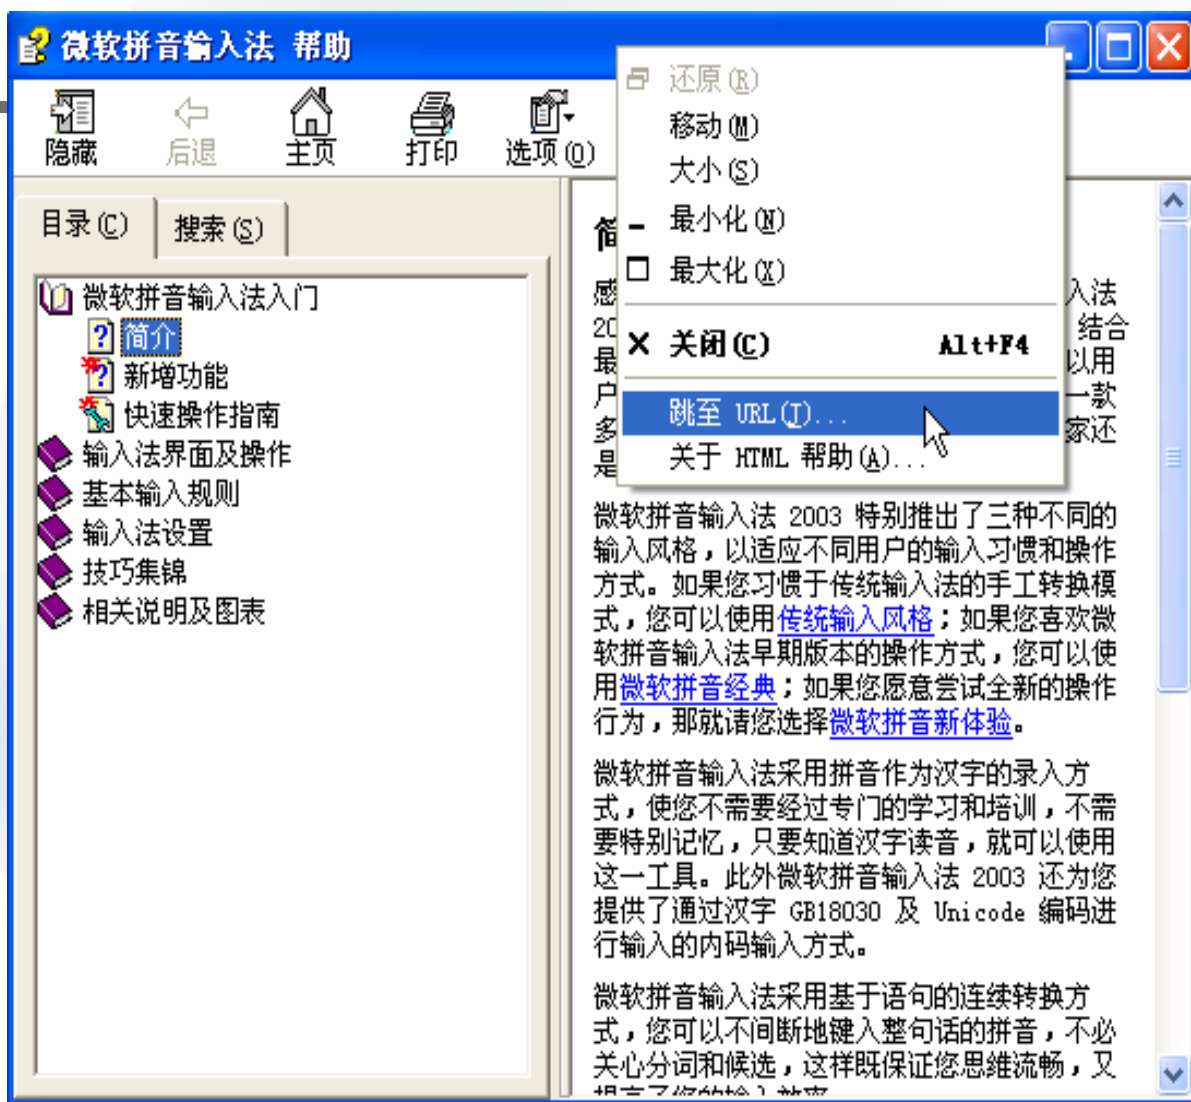 微软拼音输入法 帮助
隐藏
后退
主页
打印
选项(O)
还原(R)
移动(M)
大小(S)
最小化(N)
最大化(X)
关闭(C) Alt+F4
跳至 URL(J)...
关于 HTML 帮助(A)...
目录(C)
搜索(S)
微软拼音输入法入门
简介
新增功能
快速操作指南
输入法界面及操作
基本输入规则
输入法设置
技巧集锦
相关说明及图表
简
感 入法
20 结合
最 以用
户 一款
多 家还
是
微软拼音输入法 2003 特别推出了三种不同的
输入风格，以适应不同用户的输入习惯和操作
方式。如果您习惯于传统输入法的手工转换模
式，您可以使用传统输入风格；如果您喜欢微
软拼音输入法早期版本的操作方式，您可以使
用微软拼音经典；如果您愿意尝试全新的操作
行为，那就请您选择微软拼音新体验。
微软拼音输入法采用拼音作为汉字的录入方
式，使您不需要经过专门的学习和培训，不需
要特别记忆，只要知道汉字读音，就可以使用
这一工具。此外微软拼音输入法 2003 还为您
提供了通过汉字 GB18030 及 Unicode 编码进
行输入的内码输入方式。
微软拼音输入法采用基于语句的连续转换方
式，您可以不间断地键入整句话的拼音，不必
关心分词和候选，这样既保证您思维流畅，又